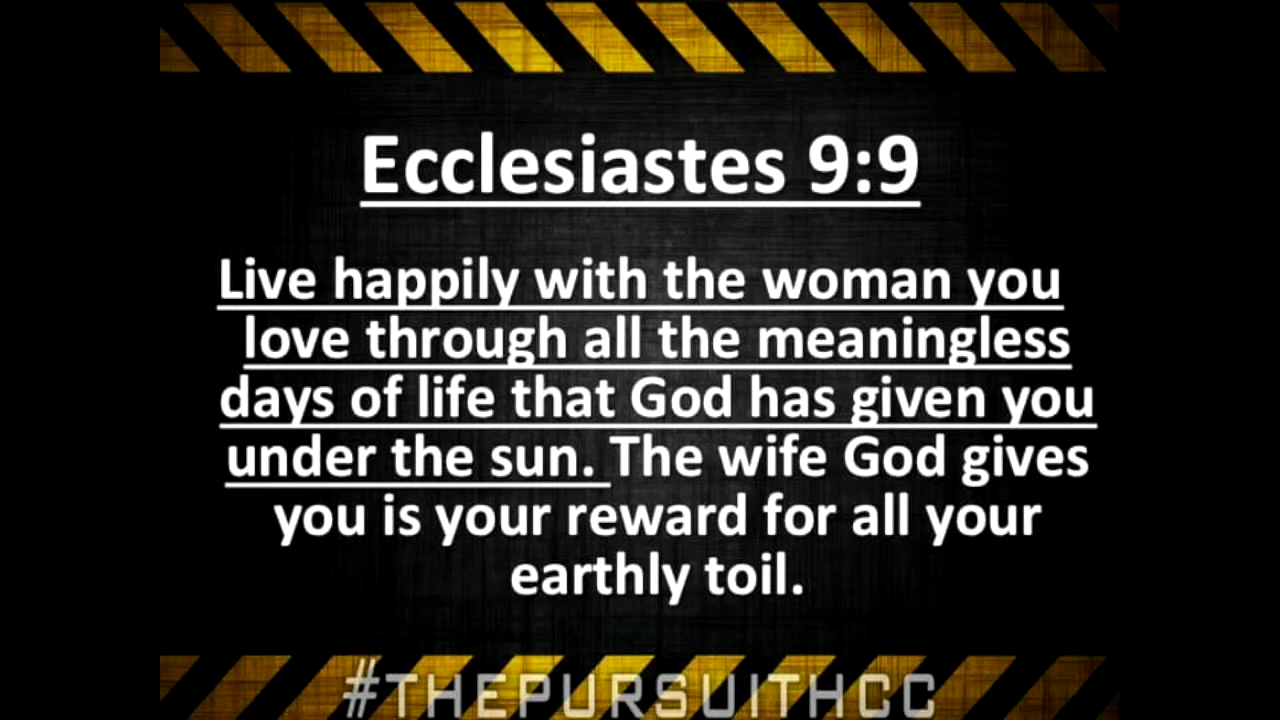 Ecclesiastes 9:9
Live happily with the woman you
love through all the meaningless
days of life that God has given you
under the sun. The wife God gives
you is your reward for all your
earthly toil.
#THEPURSUITHCC